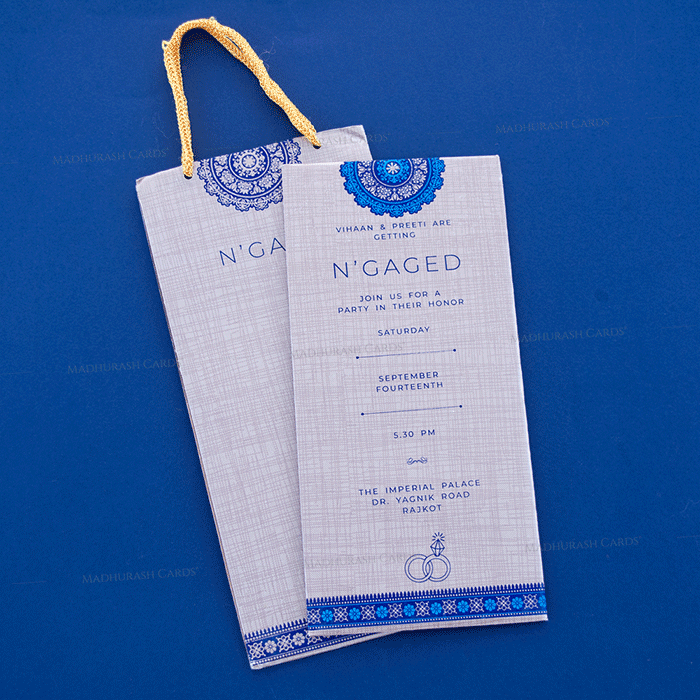 MADHURASH CARDS
MADHURASH CARDS
N'GA
VIHAAN & PREETI ARE
GETTING
N'GAGED
JOIN US FOR A
PARTY IN THEIR HONOR
SATURDAY
MADHURASH CARDS
MADHURASH CARDS
MADHURASH CARDS
SEPTEMBER
FOURTEENTH
5.30 PM
THE IMPERIAL PALACE
DR. YAGNIK ROAD
RAJKOT
MADHURASH CARDS
MADHURASH CARDS
MADHURASH CARDS